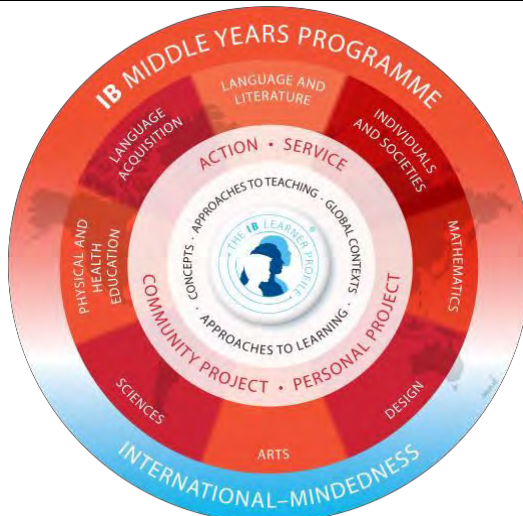 IB MIDDLE YEARS PROGRAMME
LANGUAGE AND
LITERATURE
LANGUAGE
ACQUISITION
INDIVIDUALS
AND SOCIETIES
ACTION • SERVICE
APPROACHES TO TEACHING · GLOBAL CONTEXTS ·
THE IB LEARNER PROFILE
®
CONCEPTS ·
APPROACHES TO LEARNING ·
PHYSICAL AND
HEALTH
EDUCATION
MATHEMATICS
COMMUNITY PROJECT • PERSONAL PROJECT
SCIENCES
DESIGN
ARTS
INTERNATIONAL–MINDEDNESS